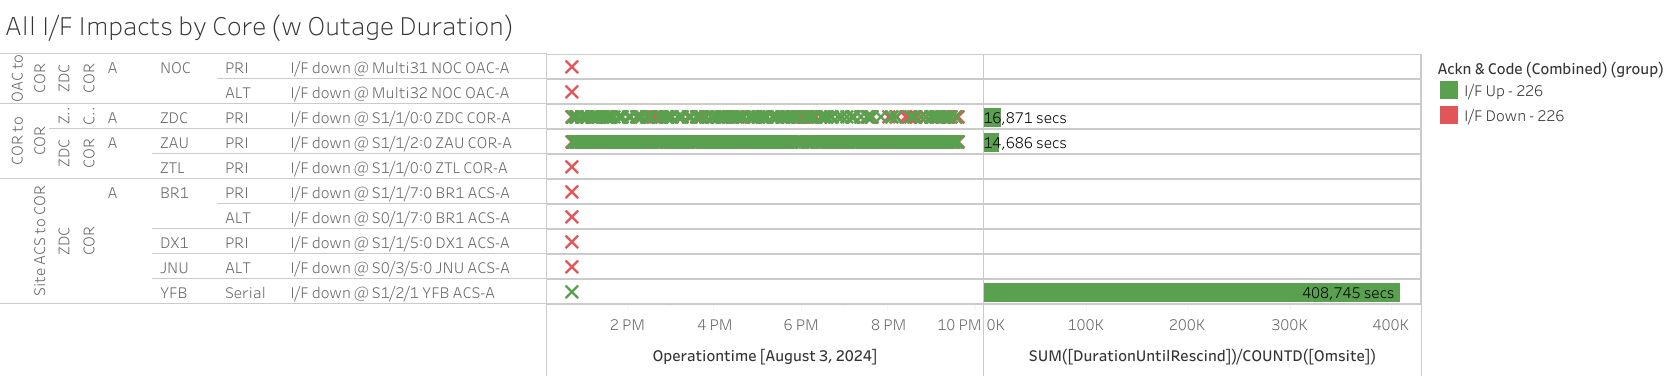 All I/F Impacts by Core (w Outage Duration)
OAC to COR ZDC COR A NOC PRI I/F down @ Multi31 NOC OAC-A
ALT I/F down @ Multi32 NOC OAC-A
COR to COR Z.. C.. A ZDC PRI I/F down @ S1/1/0:0 ZDC COR-A 16,871 secs
ZDC COR A ZAU PRI I/F down @ S1/1/2:0 ZAU COR-A 14,686 secs
ZTL PRI I/F down @ S1/1/0:0 ZTL COR-A
Site ACS to COR ZDC COR A BR1 PRI I/F down @ S1/1/7:0 BR1 ACS-A
ALT I/F down @ S0/1/7:0 BR1 ACS-A
DX1 PRI I/F down @ S1/1/5:0 DX1 ACS-A
JNU ALT I/F down @ S0/3/5:0 JNU ACS-A
YFB Serial I/F down @ S1/2/1 YFB ACS-A 408,745 secs
2 PM 4 PM 6 PM 8 PM 10 PM 0K 100K 200K 300K 400K
Operationtime [August 3, 2024] SUM([DurationUntilRescind])/COUNTD([Omsite])
Ackn & Code (Combined) (group)
I/F Up - 226
I/F Down - 226